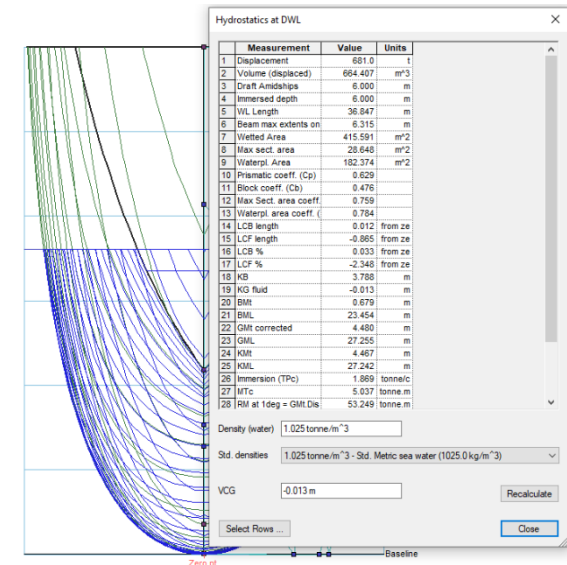 Hydrostatics at DWL
Measurement Value Units
1 Displacement 681.0 t
2 Volume (displaced) 664.407 m^3
3 Draft Amidships 6.000 m
4 Immersed depth 6.000 m
5 WL Length 36.847 m
6 Beam max extents on 6.315 m
7 Wetted Area 415.591 m^2
8 Max sect. area 28.648 m^2
9 Waterpl. Area 182.374 m^2
10 Prismatic coeff. (Cp) 0.629
11 Block coeff. (Cb) 0.476
12 Max Sect. area coeff. 0.759
13 Waterpl. area coeff. ( 0.784
14 LCB length 0.012 from ze
15 LCF length -0.865 from ze
16 LCB % 0.033 from ze
17 LCF % -2.348 from ze
18 KB 3.788 m
19 KG fluid -0.013 m
20 BMt 0.679 m
21 BML 23.454 m
22 GMt corrected 4.480 m
23 GML 27.255 m
24 KMt 4.467 m
25 KML 27.242 m
26 Immersion (TPc) 1.869 tonne/c
27 MTc 5.037 tonne.m
28 RM at 1deg = GMt.Dis 53.249 tonne.m
Density (water) 1.025 tonne/m^3
Std. densities 1.025 tonne/m^3 - Std. Metric sea water (1025.0 kg/m^3)
VCG -0.013 m
Recalculate
Select Rows ...
Close
Baseline
Zero pt